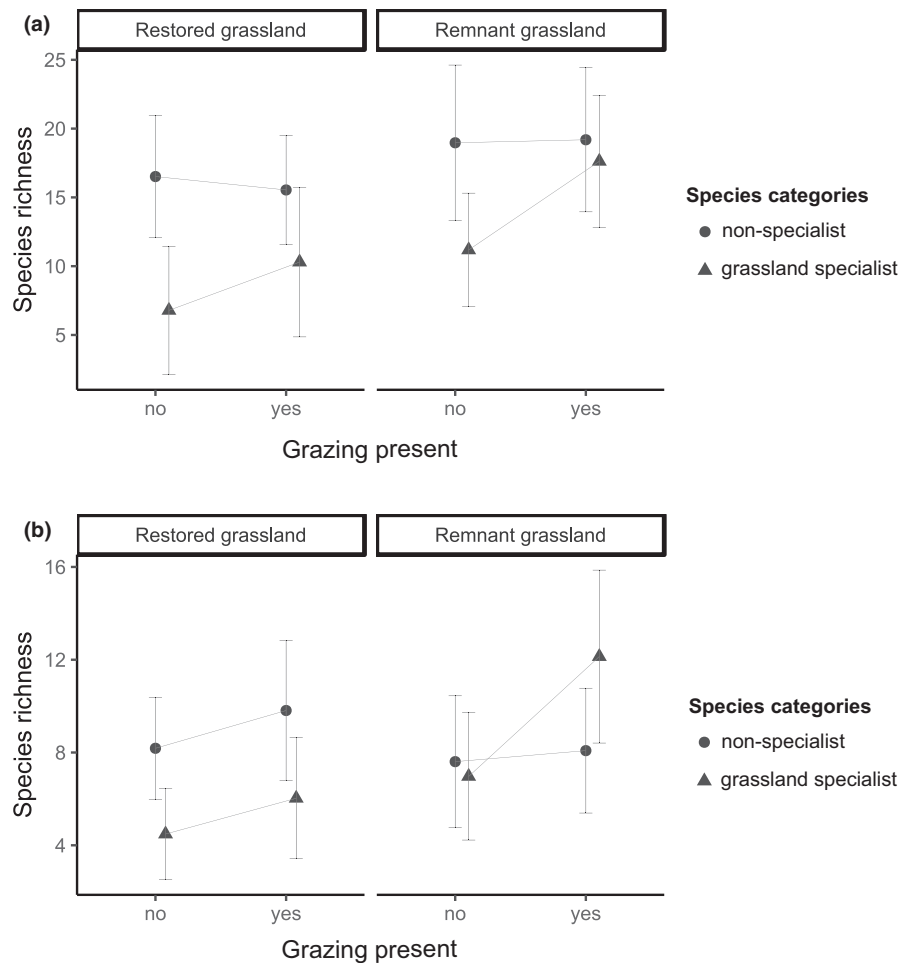 (a)
Restored grassland
Remnant grassland
25
20
15
10
5
Species richness
no
yes
no
yes
Grazing present
Species categories
non-specialist
grassland specialist
(b)
Restored grassland
Remnant grassland
16
12
8
4
Species richness
no
yes
no
yes
Grazing present
Species categories
non-specialist
grassland specialist